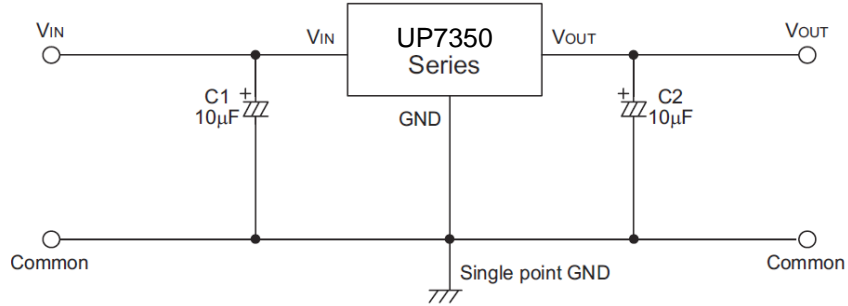 VIN
VIN
UP7350
Series
VOUT
VOUT
C1 +
10μF
GND
+ C2
10μF
Common
Single point GND
Common